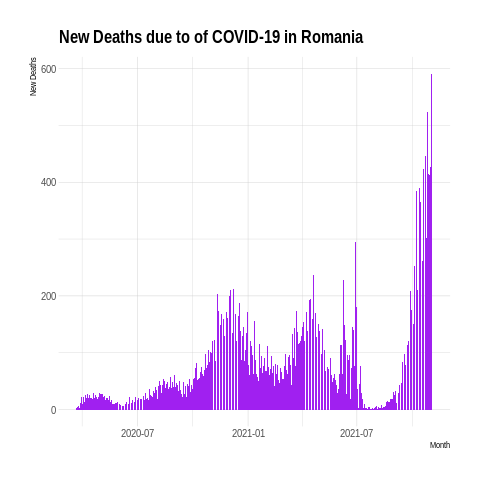 New Deaths due to of COVID-19 in Romania
New Deaths
600
400
200
0
2020-07
2021-01
2021-07
Month